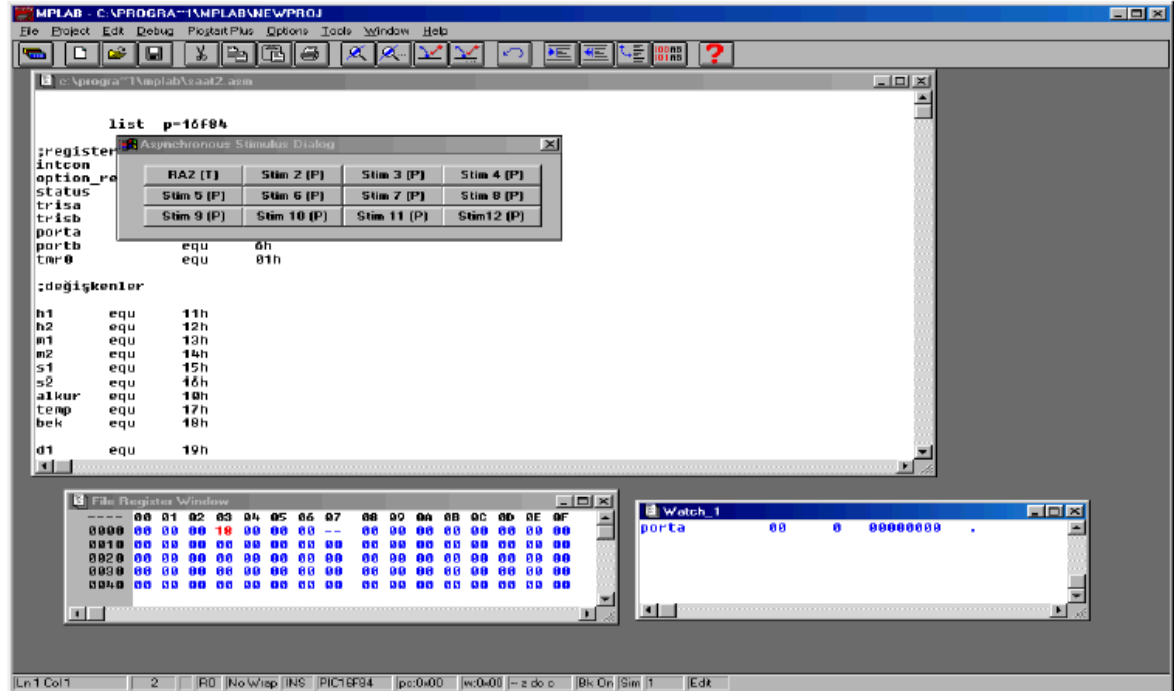 MPLAB - C:\PROGRA~1\MPLAB\NEWPROJ
File Project Edit Debug Picstart Plus Options Tools Window Help
c:\progra~1\mplab\saat2.asm
list p=16f84
;register
Asynchronous Stimulus Dialog
intcon
RA2 (T) Stim 2 (P) Stim 3 (P) Stim 4 (P)
option_re
status
Stim 5 (P) Stim 6 (P) Stim 7 (P) Stim 8 (P)
trisa
trisb
Stim 9 (P) Stim 10 (P) Stim 11 (P) Stim12 (P)
porta
portb equ 6h
tmr0 equ 01h
;değişkenler
h1 equ 11h
h2 equ 12h
m1 equ 13h
m2 equ 14h
s1 equ 15h
s2 equ 16h
alkur equ 10h
temp equ 17h
bek equ 18h
d1 equ 19h
File Register Window
---- 00 01 02 03 04 05 06 07 08 09 0A 0B 0C 0D 0E 0F
0000 00 00 00 18 00 00 00 -- 00 00 00 00 00 00 00 00
0010 00 00 00 00 00 00 00 00 00 00 00 00 00 00 00 00
0020 00 00 00 00 00 00 00 00 00 00 00 00 00 00 00 00
0030 00 00 00 00 00 00 00 00 00 00 00 00 00 00 00 00
0040 00 00 00 00 00 00 00 00 00 00 00 00 00 00 00 00
Watch_1
porta 00 0 00000000 .
Ln 1 Col 1 2 RO No Wrap INS PIC16F84 pc:0x00 w:0x00 -- z dc c Bk On Sim 1 Edit